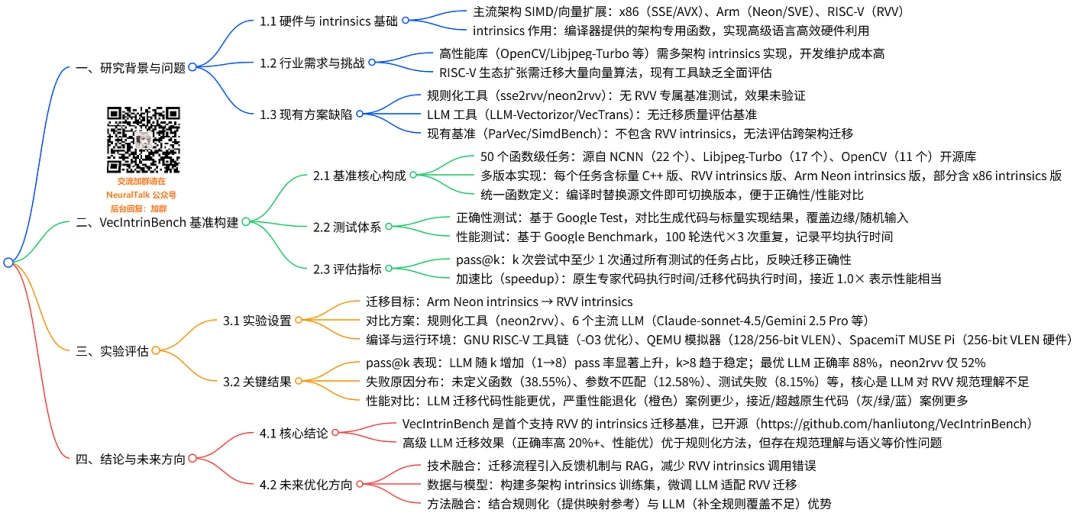 一、研究背景与问题
1.1 硬件与 intrinsics 基础
主流架构 SIMD/向量扩展：x86（SSE/AVX）、Arm（Neon/SVE）、RISC-V（RVV）
intrinsics 作用：编译器提供的架构专用函数，实现高级语言高效硬件利用
1.2 行业需求与挑战
高性能库（OpenCV/Libjpeg-Turbo 等）需多架构 intrinsics 实现，开发维护成本高
RISC-V 生态扩张需迁移大量向量算法，现有工具缺乏全面评估
1.3 现有方案缺陷
规则化工具（sse2rvv/neon2rvv）：无 RVV 专属基准测试，效果未验证
LLM 工具（LLM-Vectorizor/VecTrans）：无迁移质量评估基准
现有基准（ParVec/SimdBench）：不包含 RVV intrinsics，无法评估跨架构迁移
交流加群请在
NeuralTalk 公众号
后台回复：加群
二、VecIntrinBench 基准构建
2.1 基准核心构成
50 个函数级任务：源自 NCNN（22 个）、Libjpeg-Turbo（17 个）、OpenCV（11 个）开源库
多版本实现：每个任务含标量 C++ 版、RVV intrinsics 版、Arm Neon intrinsics 版，部分含 x86 intrinsics 版
统一函数定义：编译时替换源文件即可切换版本，便于正确性/性能对比
2.2 测试体系
正确性测试：基于 Google Test，对比生成代码与标量实现结果，覆盖边缘/随机输入
性能测试：基于 Google Benchmark，100 轮迭代×3 次重复，记录平均执行时间
2.3 评估指标
pass@k：k 次尝试中至少 1 次通过所有测试的任务占比，反映迁移正确性
加速比（speedup）：原生专家代码执行时间/迁移代码执行时间，接近 1.0× 表示性能相当
三、实验评估
3.1 实验设置
迁移目标：Arm Neon intrinsics → RVV intrinsics
对比方案：规则化工具（neon2rvv）、6 个主流 LLM（Claude-sonnet-4.5/Gemini 2.5 Pro 等）
编译与运行环境：GNU RISC-V 工具链（-O3 优化）、QEMU 模拟器（128/256-bit VLEN）、SpacemiT MUSE Pi（256-bit VLEN 硬件）
3.2 关键结果
pass@k 表现：LLM 随 k 增加（1→8）pass 率显著上升，k>8 趋于稳定；最优 LLM 正确率 88%，neon2rvv 仅 52%
失败原因分布：未定义函数（38.55%）、参数不匹配（12.58%）、测试失败（8.15%）等，核心是 LLM 对 RVV 规范理解不足
性能对比：LLM 迁移代码性能更优，严重性能退化（橙色）案例更少，接近/超越原生代码（灰/绿/蓝）案例更多
四、结论与未来方向
4.1 核心结论
VecIntrinBench 是首个支持 RVV 的 intrinsics 迁移基准，已开源（https://github.com/hanliutong/VecIntrinBench）
高级 LLM 迁移效果（正确率高 20%+、性能优）优于规则化方法，但存在规范理解与语义等价性问题
4.2 未来优化方向
技术融合：迁移流程引入反馈机制与 RAG，减少 RVV intrinsics 调用错误
数据与模型：构建多架构 intrinsics 训练集，微调 LLM 适配 RVV 迁移
方法融合：结合规则化（提供映射参考）与 LLM（补全规则覆盖不足）优势